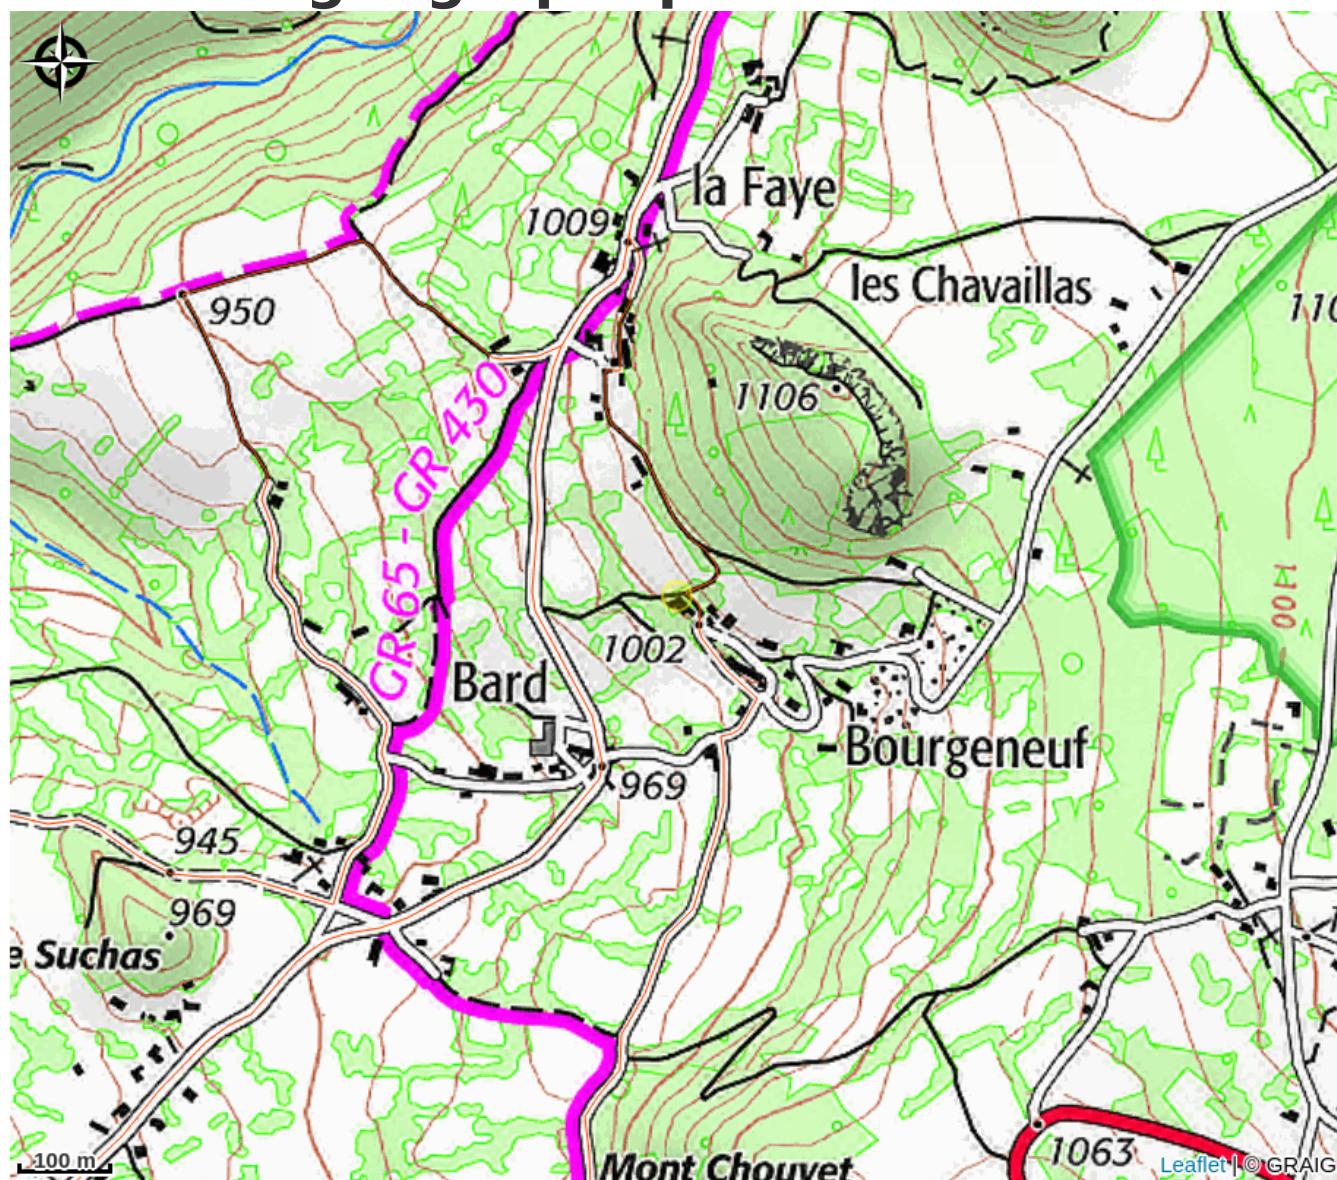 la Faye
1009
les Chavaillas
950
1106
GR 65 - GR 430
1100
1002
Bard
Bourgeneuf
969
945
969
e Suchas
1063
100 m
Mont Chouvet
Leaflet | © GRAIG